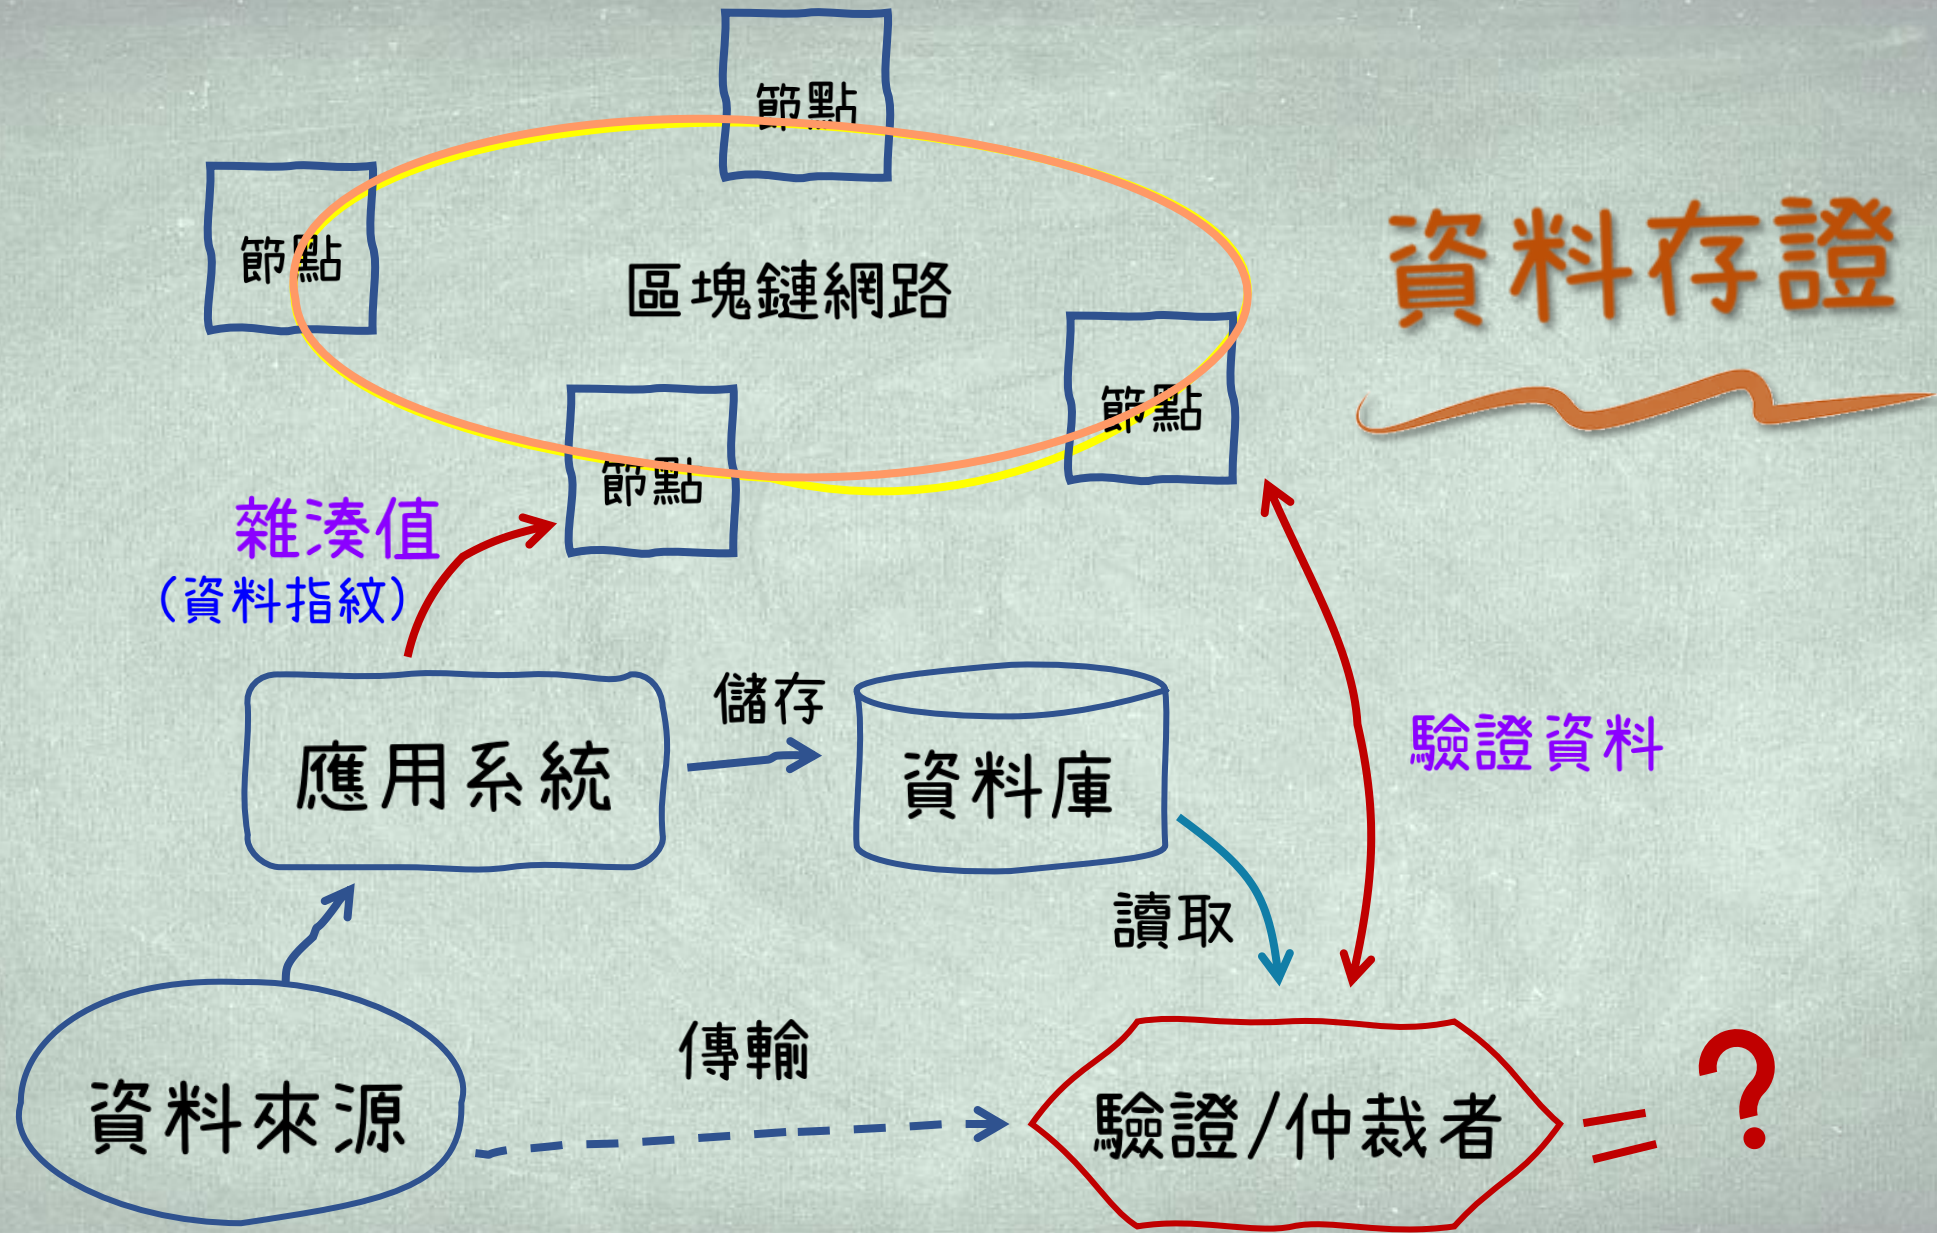 節點
節點
區塊鏈網路
資料存證
節點
節點
雜湊值
(資料指紋)
儲存
應用系統
資料庫
驗證資料
讀取
傳輸
資料來源
驗證/仲裁者
= ?